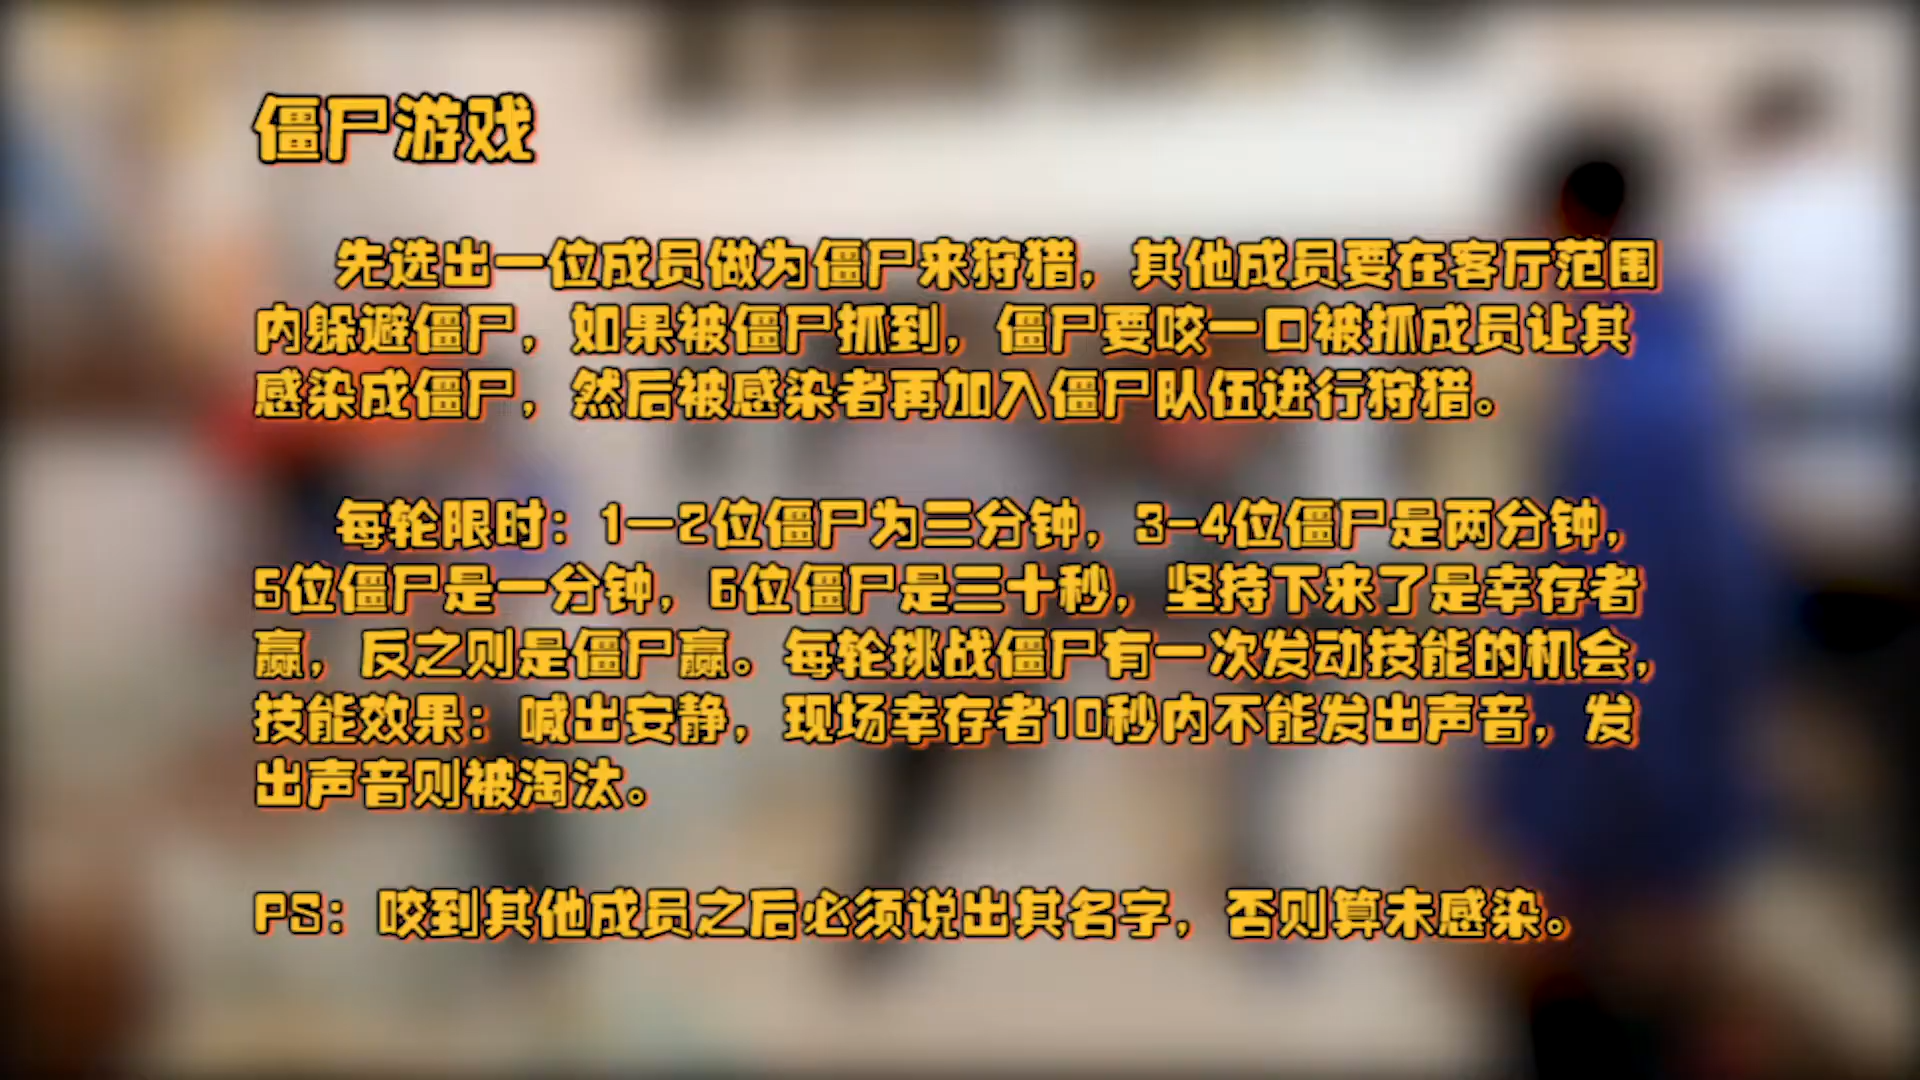 僵尸游戏
先选出一位成员做为僵尸来狩猎，其他成员要在客厅范围
内躲避僵尸，如果被僵尸抓到，僵尸要咬一口被抓成员让其
感染成僵尸，然后被感染者再加入僵尸队伍进行狩猎。
每轮限时：1—2位僵尸为三分钟，3-4位僵尸是两分钟，
5位僵尸是一分钟，6位僵尸是三十秒，坚持下来了是幸存者
赢，反之则是僵尸赢。每轮挑战僵尸有一次发动技能的机会，
技能效果：喊出安静，现场幸存者10秒内不能发出声音，发
出声音则被淘汰。
PS：咬到其他成员之后必须说出其名字，否则算未感染。